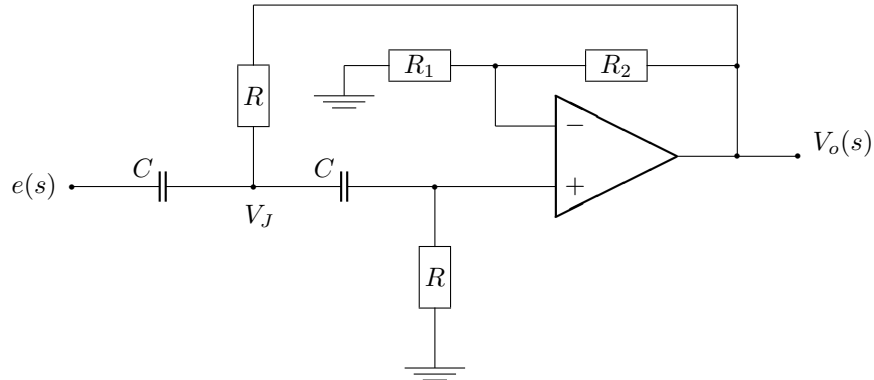 R₁
R₂
R
−
V_o(s)
C
C
e(s)
+
V_J
R